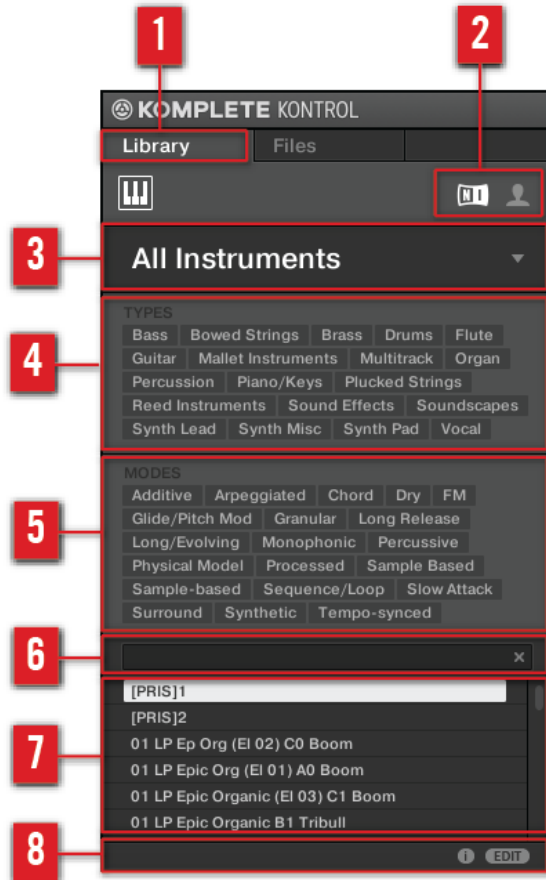 1 2
KOMPLETE KONTROL
Library Files
NI
3 All Instruments
4
TYPES
Bass Bowed Strings Brass Drums Flute
Guitar Mallet Instruments Multitrack Organ
Percussion Piano/Keys Plucked Strings
Reed Instruments Sound Effects Soundscapes
Synth Lead Synth Misc Synth Pad Vocal
5
MODES
Additive Arpeggiated Chord Dry FM
Glide/Pitch Mod Granular Long Release
Long/Evolving Monophonic Percussive
Physical Model Processed Sample Based
Sample-based Sequence/Loop Slow Attack
Surround Synthetic Tempo-synced
6 ×
7
[PRIS]1
[PRIS]2
01 LP Ep Org (El 02) C0 Boom
01 LP Epic Org (El 01) A0 Boom
01 LP Epic Organic (El 03) C1 Boom
01 LP Epic Organic B1 Tribull
8 i EDIT